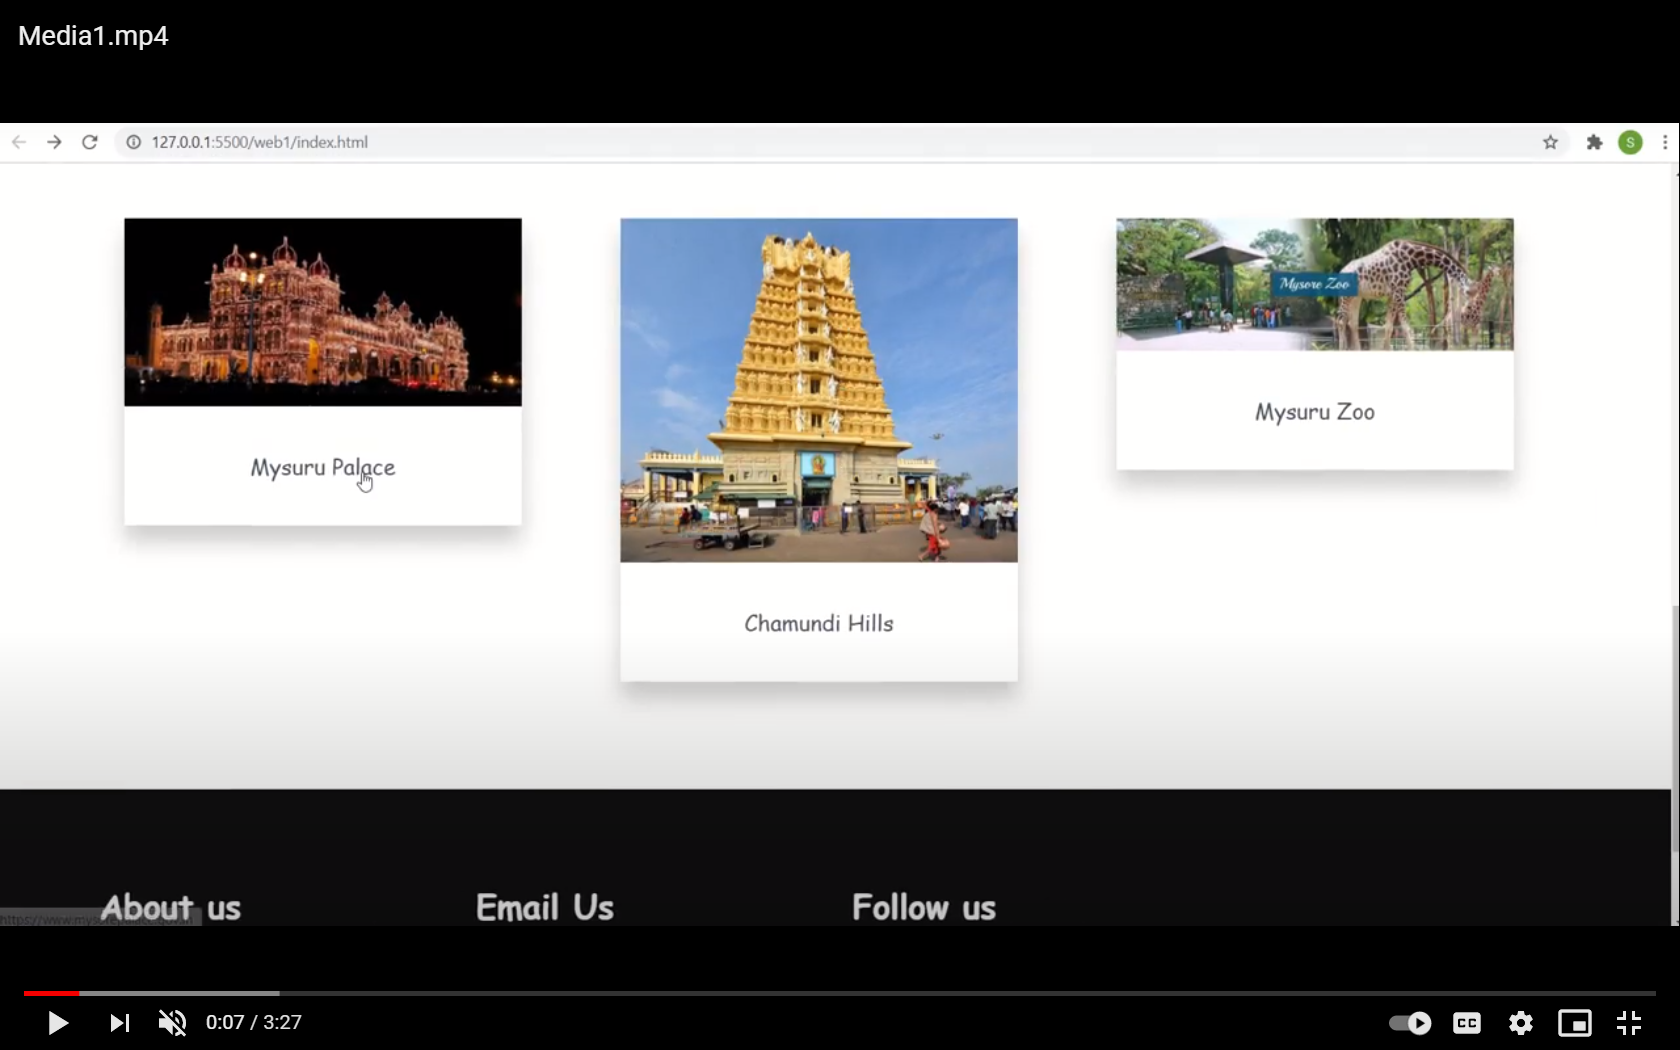 Media1.mp4
127.0.0.1:5500/web1/index.html
S
Mysore Zoo
Mysuru Zoo
Mysuru Palace
Chamundi Hills
About us
Email Us
Follow us
0:07 / 3:27
CC